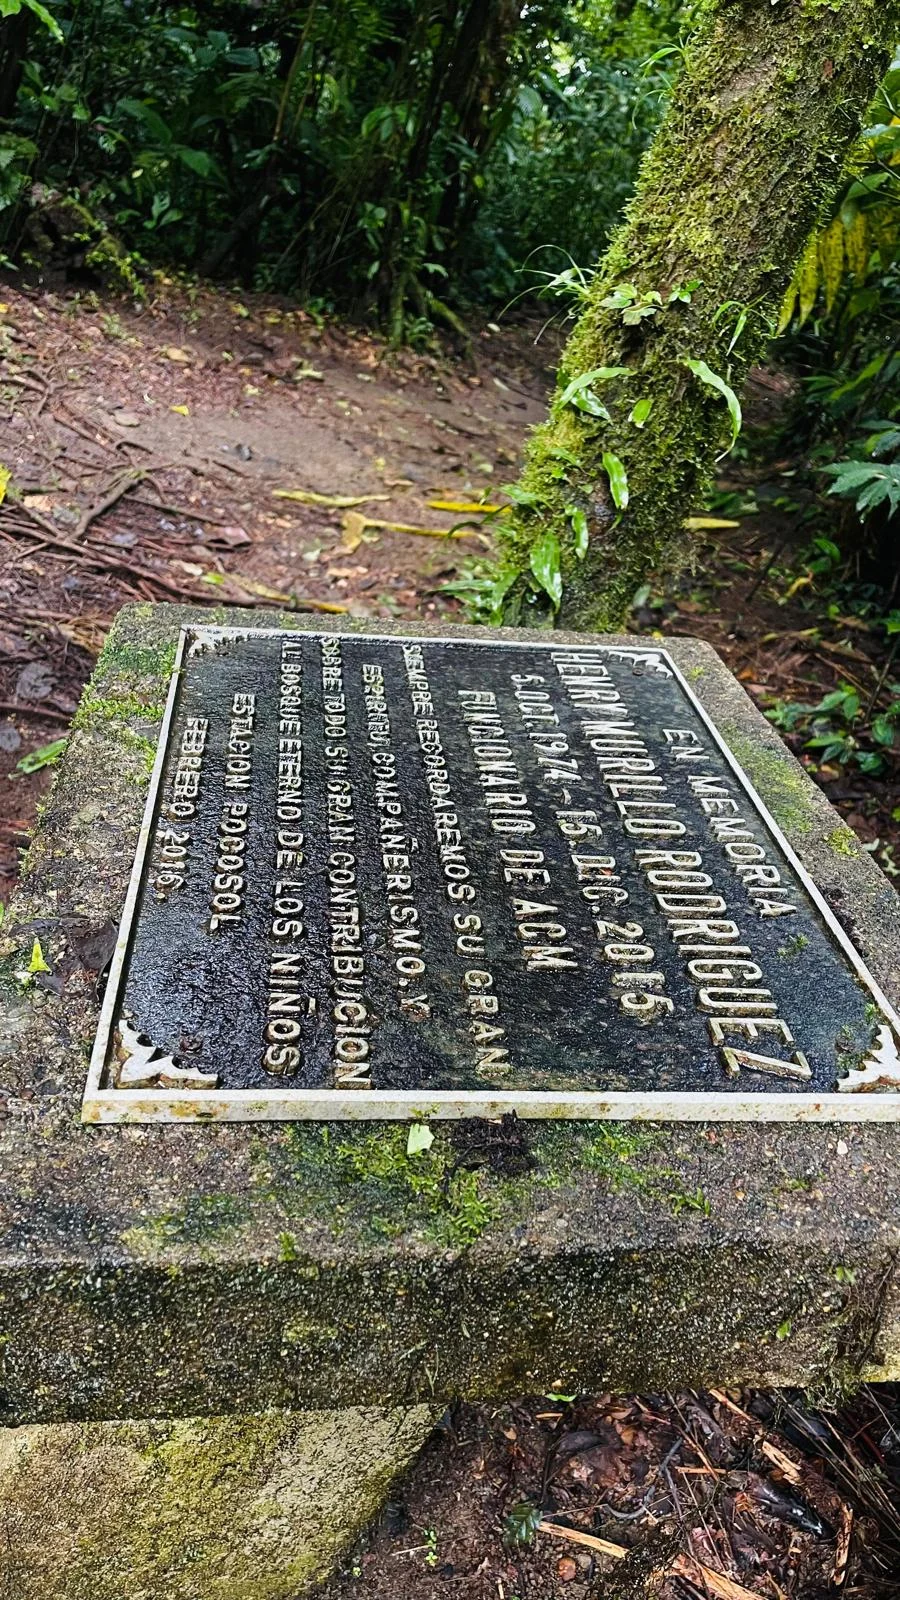 EN MEMORIA
HENRY MURILLO RODRIGUEZ
5.OCT.1974 - 15.DIC.2015
FUNCIONARIO DE ACM
SIEMPRE RECORDAREMOS SU GRAN
ESPIRITU, COMPAÑERISMO. Y
SOBRE TODO SU GRAN CONTRIBUCION
AL BOSQUE ETERNO DE LOS NIÑOS
ESTACION POCOSOL
FEBRERO 2016.